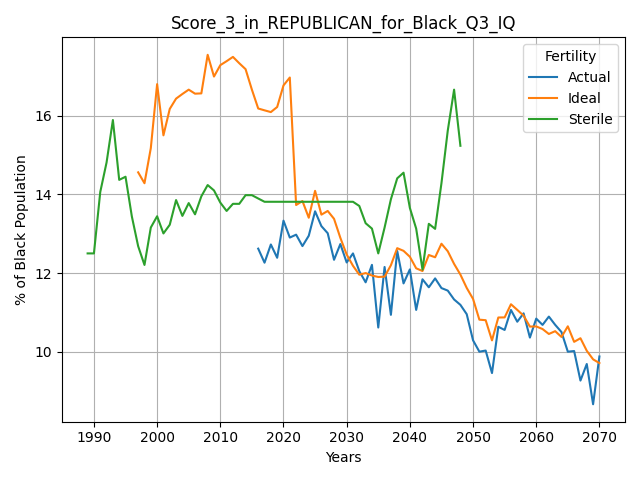 Score_3_in_REPUBLICAN_for_Black_Q3_IQ
Fertility
Actual
Ideal
Sterile
% of Black Population
16
14
12
10
1990 2000 2010 2020 2030 2040 2050 2060 2070
Years